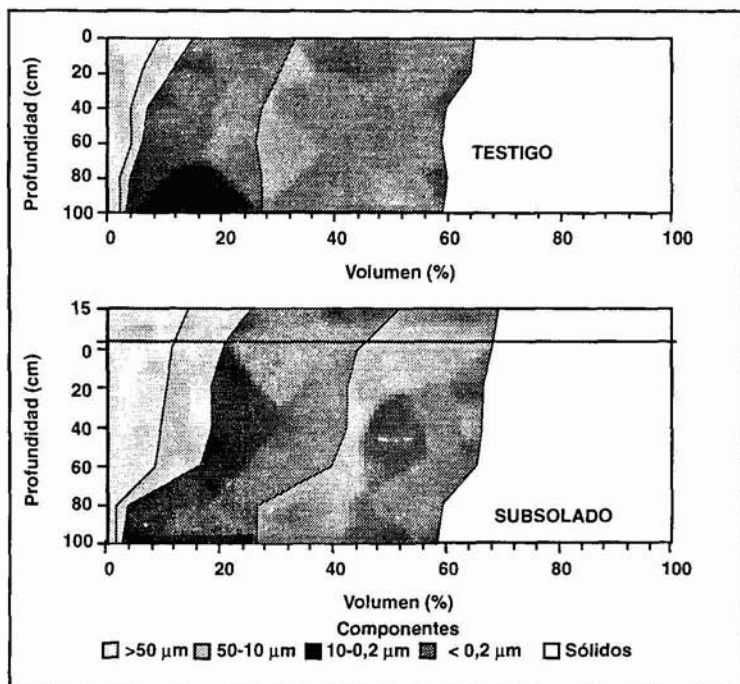 0
20
40
60
80
100
Profundidad (cm)
TESTIGO
0 20 40 60 80 100
Volumen (%)
15
0
20
40
60
80
100
Profundidad (cm)
SUBSOLADO
0 20 40 60 80 100
Volumen (%)
Componentes
>50 µm 50-10 µm 10-0,2 µm < 0,2 µm Sólidos